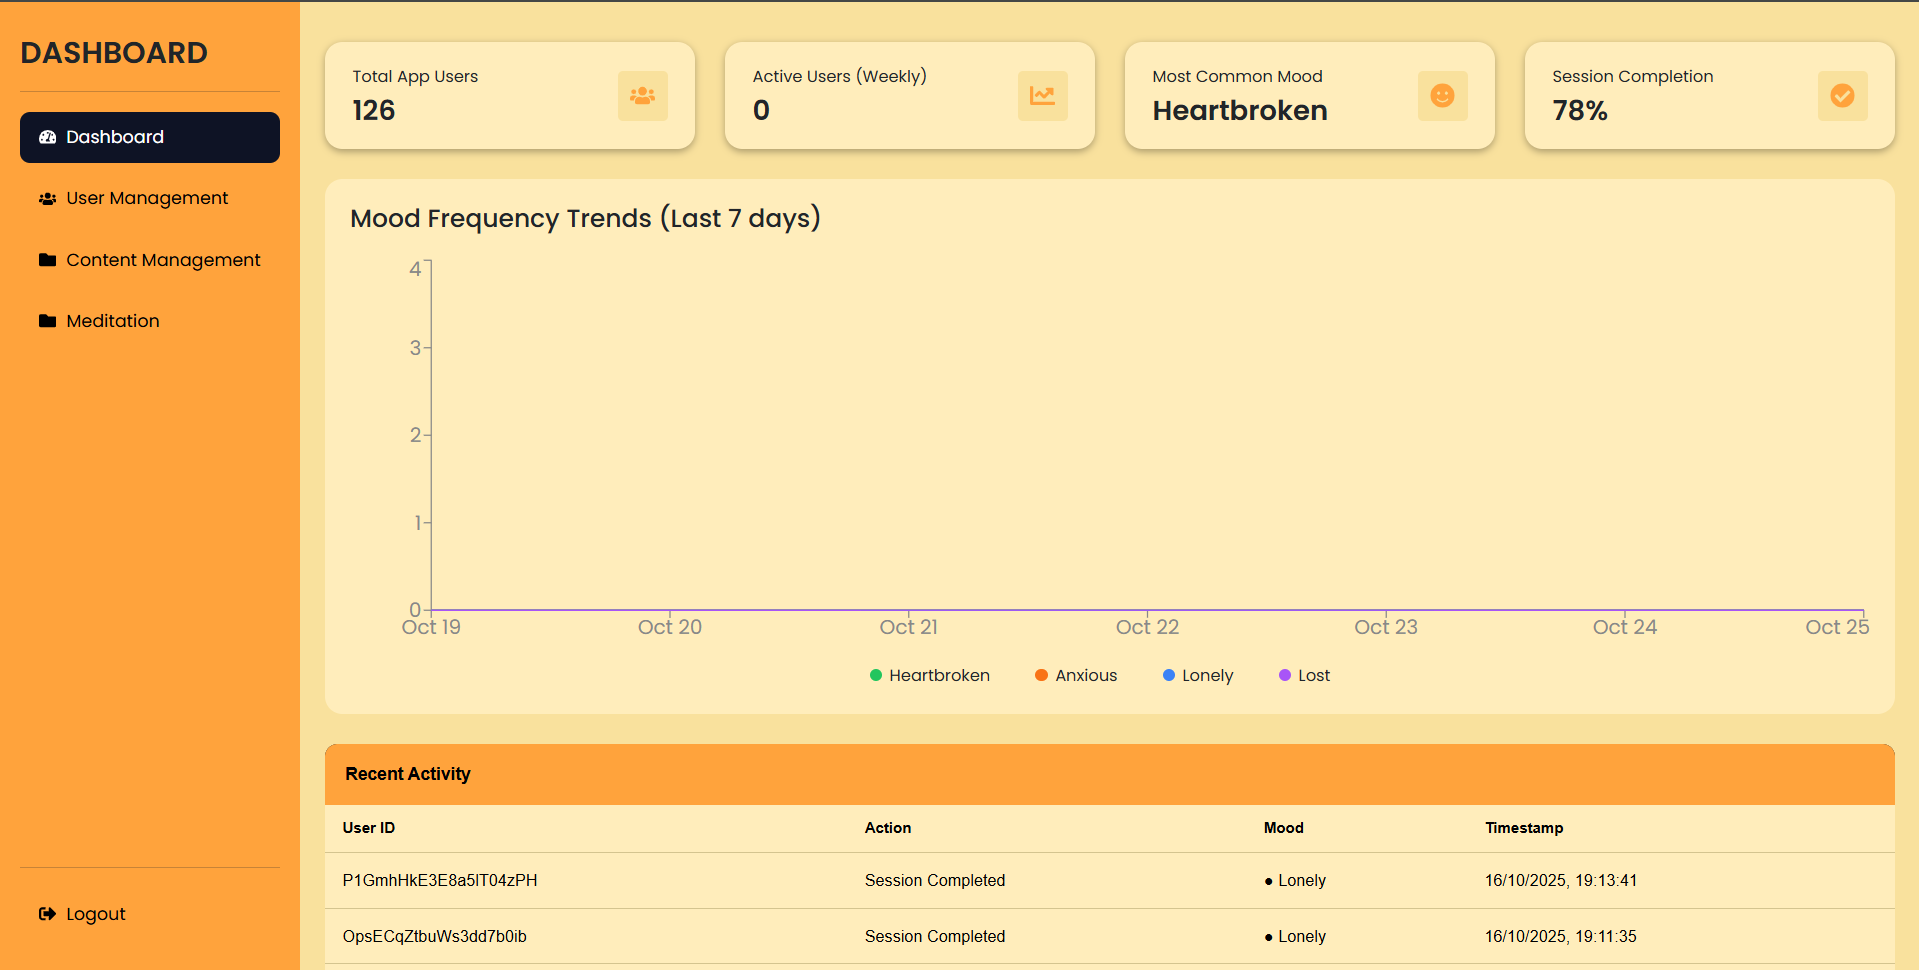 DASHBOARD
Dashboard
User Management
Content Management
Meditation
Logout
Total App Users
126
Active Users (Weekly)
0
Most Common Mood
Heartbroken
Session Completion
78%
Mood Frequency Trends (Last 7 days)
4
3
2
1
0
Oct 19 Oct 20 Oct 21 Oct 22 Oct 23 Oct 24 Oct 25
Heartbroken Anxious Lonely Lost
Recent Activity
User ID Action Mood Timestamp
P1GmhHkE3E8a5lT04zPH Session Completed ● Lonely 16/10/2025, 19:13:41
OpsECqZtbuWs3dd7b0ib Session Completed ● Lonely 16/10/2025, 19:11:35